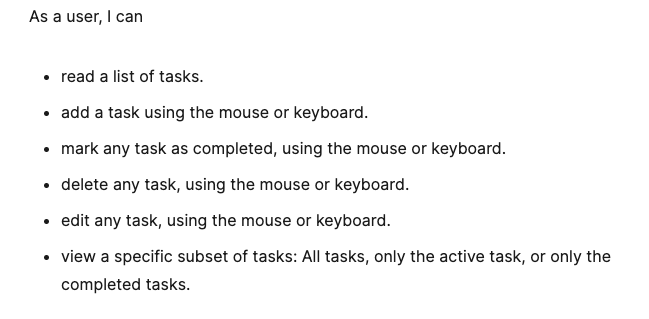 As a user, I can
• read a list of tasks.
• add a task using the mouse or keyboard.
• mark any task as completed, using the mouse or keyboard.
• delete any task, using the mouse or keyboard.
• edit any task, using the mouse or keyboard.
• view a specific subset of tasks: All tasks, only the active task, or only the
completed tasks.